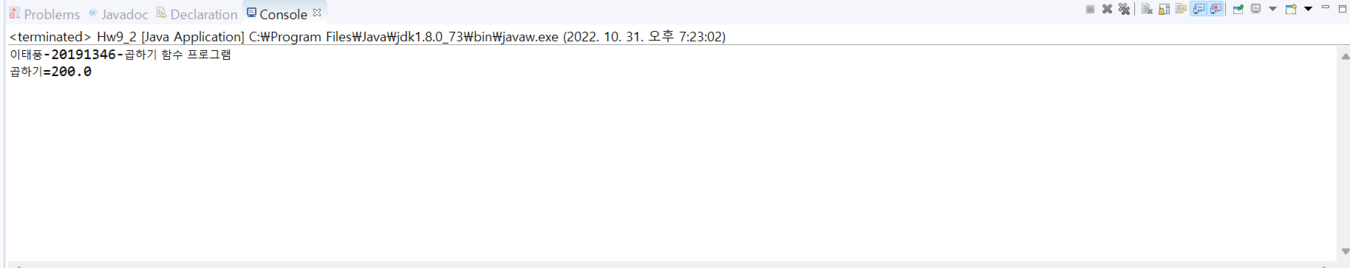 Problems Javadoc Declaration Console
<terminated> Hw9_2 [Java Application] C:₩Program Files₩Java₩jdk1.8.0_73₩bin₩javaw.exe (2022. 10. 31. 오후 7:23:02)
이태풍-20191346-곱하기 함수 프로그램
곱하기=200.0